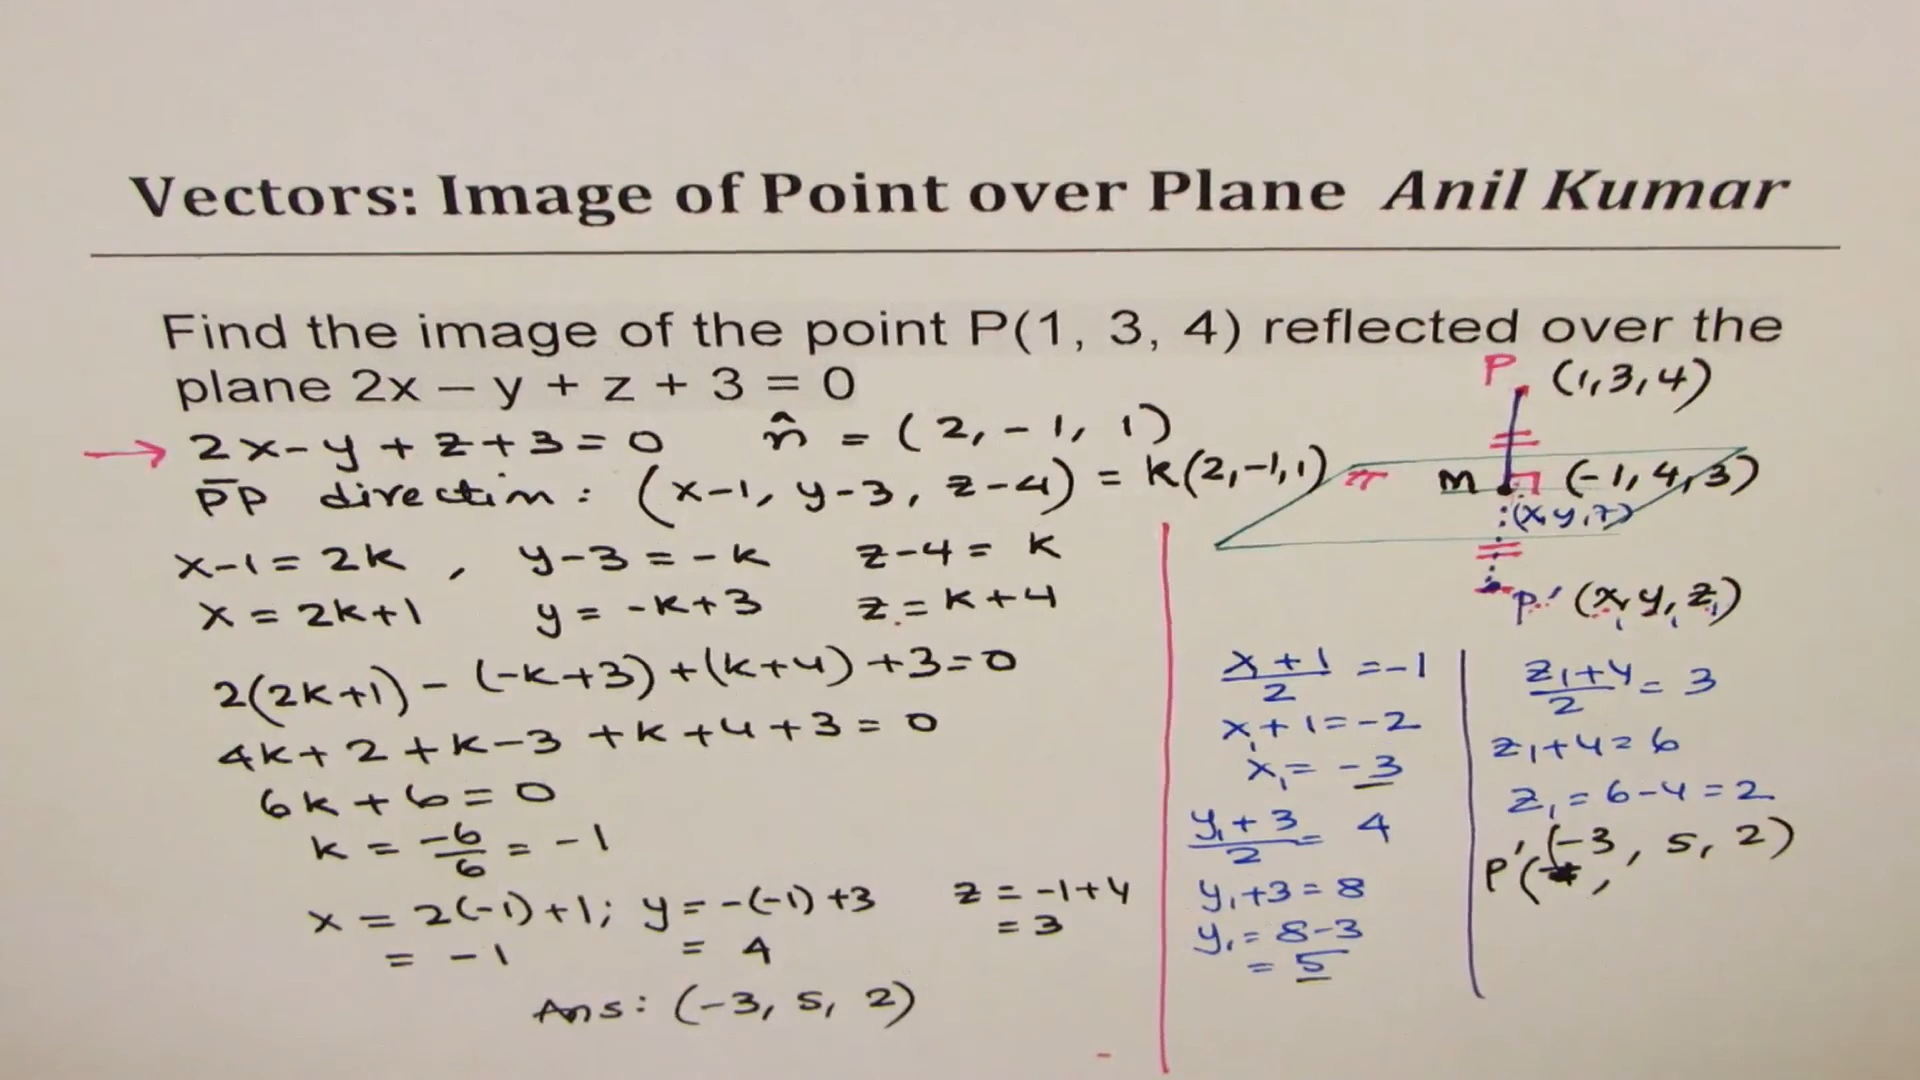 Vectors: Image of Point over Plane Anil Kumar
Find the image of the point P(1, 3, 4) reflected over the
plane 2x – y + z + 3 = 0
→ 2x-y+z+3=0   n̂ = (2,-1,1)
P̄P direction: (x-1, y-3, z-4) = k(2,-1,1)
x-1=2k, y-3=-k z-4=k
x=2k+1 y=-k+3 z=k+4
2(2k+1)-(-k+3)+(k+4)+3=0
4k+2+k-3+k+4+3=0
6k+6=0
k = -6/6 = -1
x = 2(-1)+1; y=-(-1)+3 z=-1+4
= -1 = 4 = 3
Ans: (-3, 5, 2)
P (1,3,4)
M (-1,4,3)
(x,y,z)
P' (x₁,y₁,z₁)
(x₁+1)/2 = -1
x₁+1=-2
x₁=-3
(y₁+3)/2 = 4
y₁+3=8
y₁=8-3
=5
(z₁+4)/2 = 3
z₁+4=6
z₁=6-4=2
P'(-3, 5, 2)